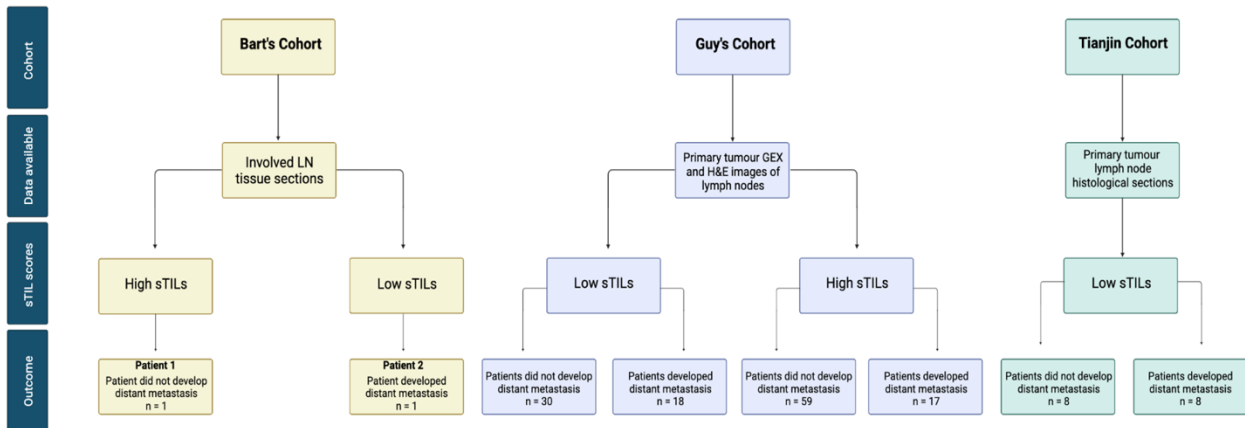 Cohort
Bart's Cohort
Guy's Cohort
Tianjin Cohort
Data available
Involved LN
tissue sections
Primary tumour GEX
and H&E images of
lymph nodes
Primary tumour
lymph node
histological sections
sTIL scores
High sTILs
Low sTILs
Low sTILs
High sTILs
Low sTILs
Outcome
Patient 1
Patient did not develop
distant metastasis
n = 1
Patient 2
Patient developed
distant metastasis
n = 1
Patients did not develop
distant metastasis
n = 30
Patients developed
distant metastasis
n = 18
Patients did not develop
distant metastasis
n = 59
Patients developed
distant metastasis
n = 17
Patients did not develop
distant metastasis
n = 8
Patients developed
distant metastasis
n = 8